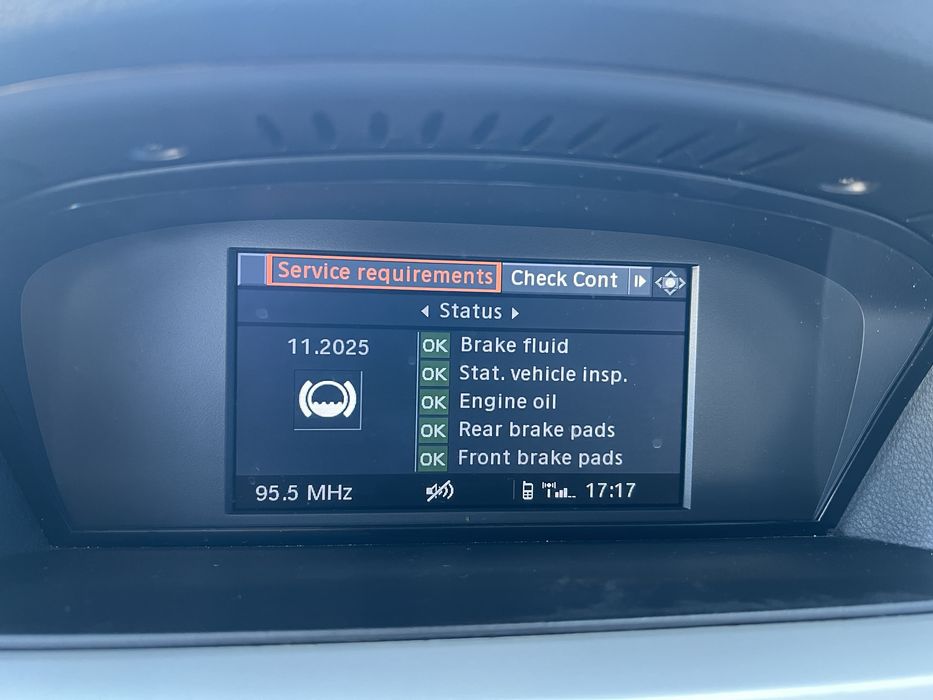 Service requirements Check Cont
Status
11.2025
OK Brake fluid
OK Stat. vehicle insp.
OK Engine oil
OK Rear brake pads
OK Front brake pads
95.5 MHz 17:17